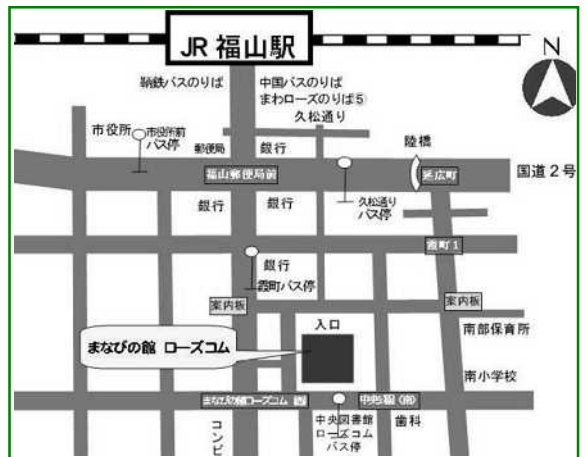 JR 福山駅
N
鞆鉄バスのりば
中国バスのりば
まわローズのりば⑤
久松通り
市役所
市役所前
バス停
郵便局
銀行
陸橋
福山郵便局前
延広町
国道2号
銀行
銀行
久松通り
バス停
霞町1
銀行
霞町バス停
案内板
案内板
入口
南部保育所
まなびの館 ローズコム
南小学校
まなびの館ローズコム 西
中央図書館
ローズコム
バス停
歯科
コンビ